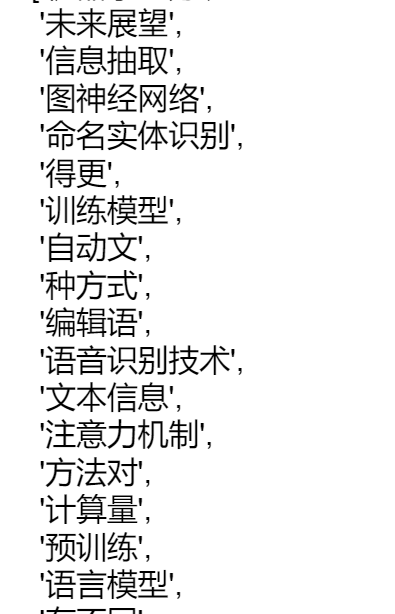 '未来展望',
'信息抽取',
'图神经网络',
'命名实体识别',
'得更',
'训练模型',
'自动文',
'种方式',
'编辑语',
'语音识别技术',
'文本信息',
'注意力机制',
'方法对',
'计算量',
'预训练',
'语言模型',